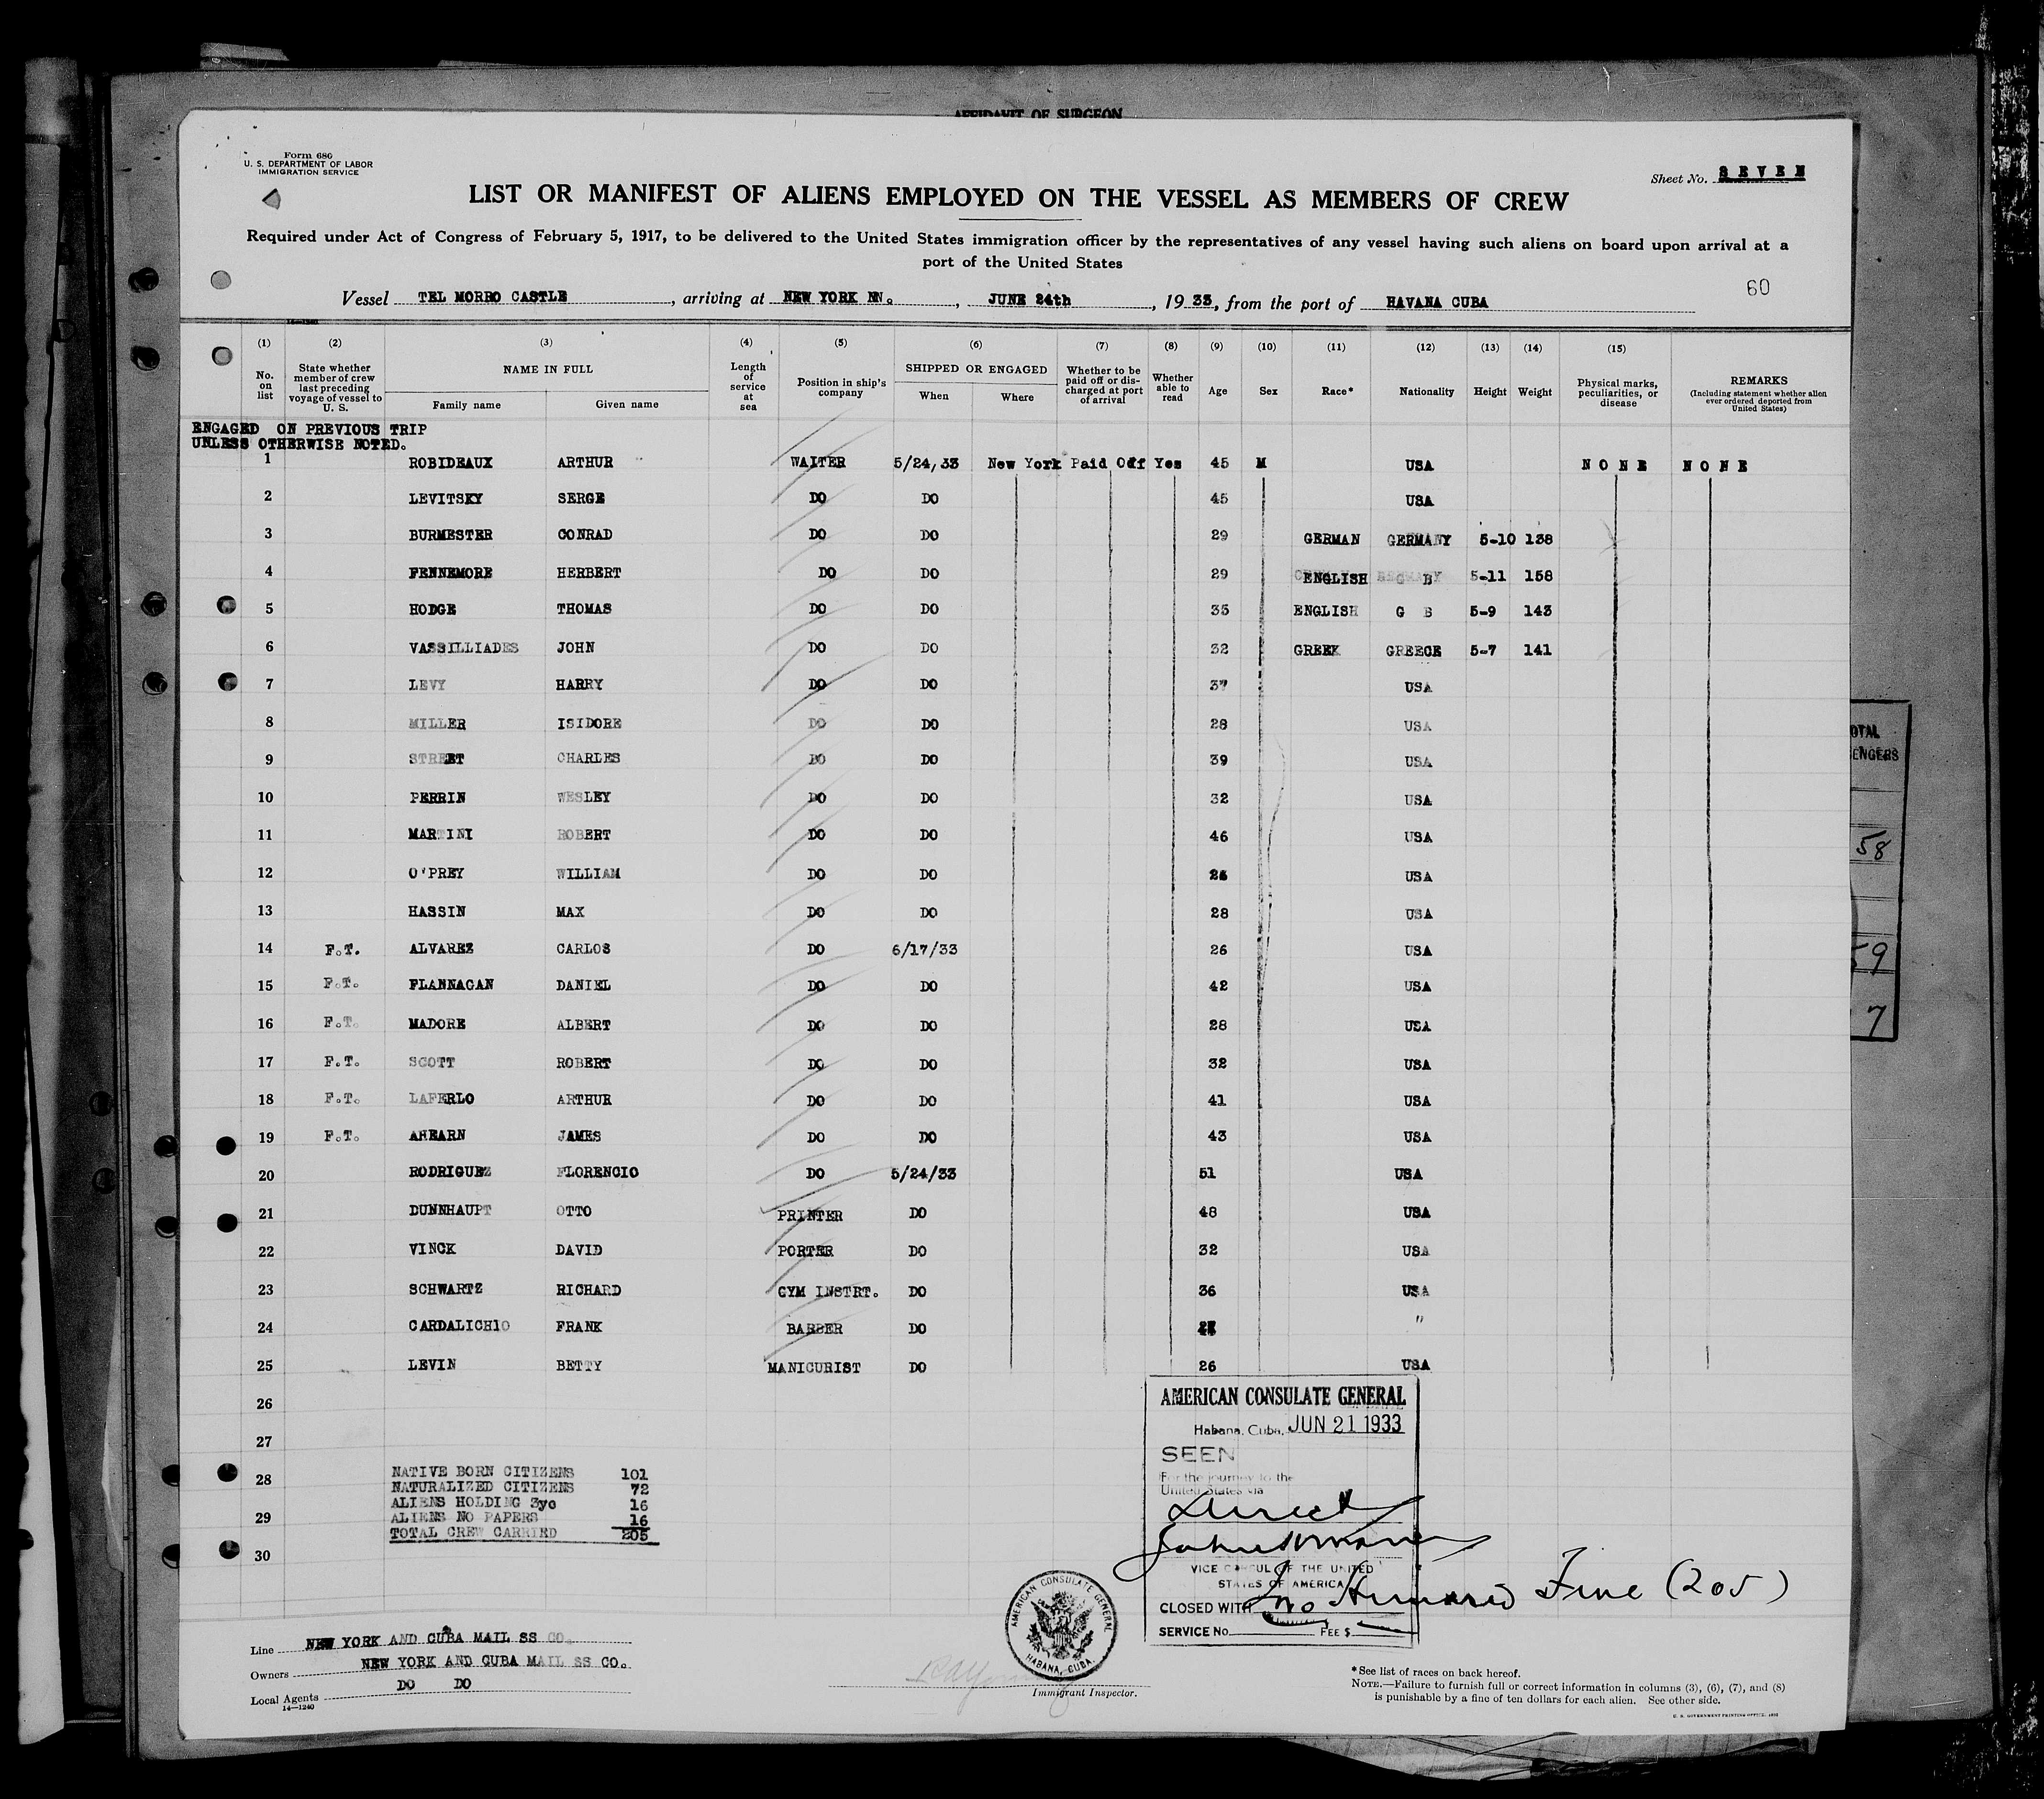 AFFIDAVIT OF SURGEON
Form 680
U. S. DEPARTMENT OF LABOR
IMMIGRATION SERVICE
Sheet No. SEVEN
LIST OR MANIFEST OF ALIENS EMPLOYED ON THE VESSEL AS MEMBERS OF CREW
Required under Act of Congress of February 5, 1917, to be delivered to the United States immigration officer by the representatives of any vessel having such aliens on board upon arrival at a
port of the United States
60
Vessel TEL MORRO CASTLE, arriving at NEW YORK NN., JUNE 24th, 1933, from the port of HAVANA CUBA
(1) (2) (3) (4) (5) (6) (7) (8) (9) (10) (11) (12) (13) (14) (15)
No. on list
State whether member of crew last preceding voyage of vessel to U. S.
NAME IN FULL
Family name
Given name
Length of service at sea
Position in ship's company
SHIPPED OR ENGAGED
When
Where
Whether to be paid off or discharged at port of arrival
Whether able to read
Age
Sex
Race*
Nationality
Height
Weight
Physical marks, peculiarities, or disease
REMARKS
(Including statement whether alien ever ordered deported from United States)
ENGAGED ON PREVIOUS TRIP
UNLESS OTHERWISE NOTED.
1 ROBIDEAUX ARTHUR WAITER 5/24,33 New York Paid Off Yes 45 M USA NONE NONE
2 LEVITSKY SERGE DO DO 45 USA
3 BURMESTER CONRAD DO DO 29 GERMAN GERMANY 5-10 138
4 FENNEMORE HERBERT DO DO 29 ENGLISH G B 5-11 158
5 HODGE THOMAS DO DO 35 ENGLISH G B 5-9 143
6 VASSILLIADES JOHN DO DO 32 GREEK GREECE 5-7 141
7 LEVY HARRY DO DO 37 USA
8 MILLER ISIDORE DO DO 28 USA
9 STREET CHARLES DO DO 39 USA
10 PERRIN WESLEY DO DO 32 USA
11 MARTINI ROBERT DO DO 46 USA
12 O'PREY WILLIAM DO DO USA
13 HASSIN MAX DO DO 28 USA
14 F.T. ALVAREZ CARLOS DO 6/17/33 26 USA
15 F.T. FLANNAGAN DANIEL DO DO 42 USA
16 F.T. MADORE ALBERT DO DO 28 USA
17 F.T. SCOTT ROBERT DO DO 32 USA
18 F.T. LAFERLO ARTHUR DO DO 41 USA
19 F.T. AHEARN JAMES DO DO 43 USA
20 RODRIGUEZ FLORENCIO DO 5/24/33 51 USA
21 DUNNHAUPT OTTO PRINTER DO 48 USA
22 VINCK DAVID PORTER DO 32 USA
23 SCHWARTZ RICHARD GYM INSTRT. DO 36 USA
24 CARDALICHIO FRANK BARBER DO "
25 LEVIN BETTY MANICURIST DO 26 USA
26
27
28
29
30
NATIVE BORN CITIZENS 101
NATURALIZED CITIZENS 72
ALIENS HOLDING 3yc 16
ALIENS NO PAPERS 16
TOTAL CREW CARRIED 205
AMERICAN CONSULATE GENERAL
Habana, Cuba, JUN 21 1933
SEEN
For the journey to the
United States via
Direct
VICE CONSUL OF THE UNITED
STATES OF AMERICA
CLOSED WITH Two Hundred Five (205)
SERVICE No. FEE $
AMERICAN CONSULATE GENERAL
HABANA, CUBA.
Line NEW YORK AND CUBA MAIL SS CO.
Owners NEW YORK AND CUBA MAIL SS CO.
Local Agents DO DO
14—1240
Immigrant Inspector.
*See list of races on back hereof.
NOTE.—Failure to furnish full or correct information in columns (3), (6), (7), and (8)
is punishable by a fine of ten dollars for each alien. See other side.
OTAL
ENGERS
58
59
7